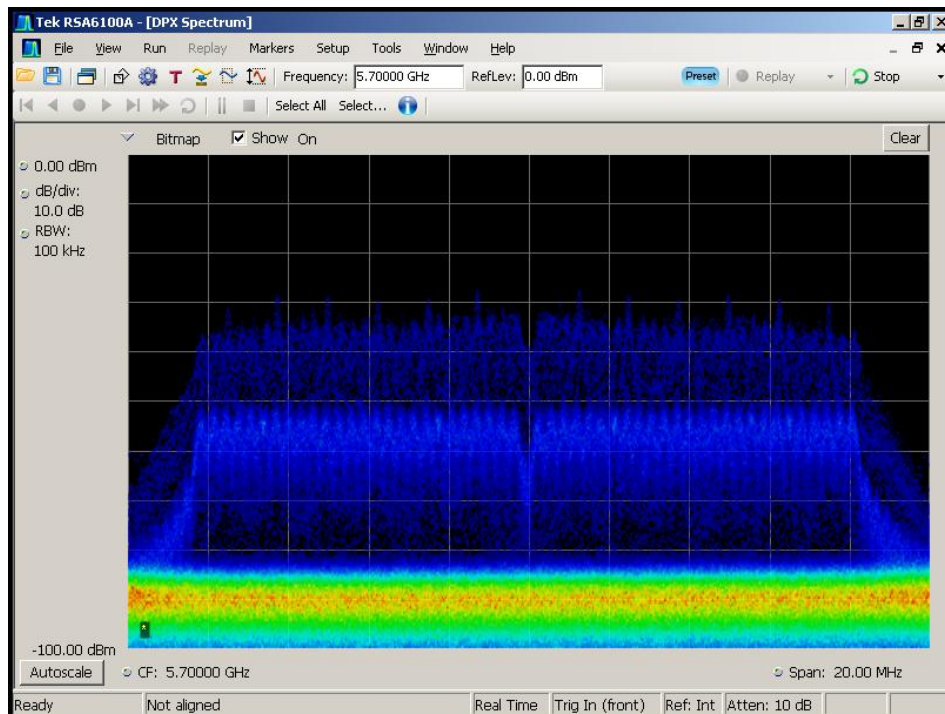 Tek RSA6100A - [DPX Spectrum]
File View Run Replay Markers Setup Tools Window Help
Frequency: 5.70000 GHz RefLev: 0.00 dBm Preset Replay Stop
Select All Select...
Bitmap Show On Clear
0.00 dBm
dB/div:
10.0 dB
RBW:
100 kHz
-100.00 dBm
Autoscale CF: 5.70000 GHz Span: 20.00 MHz
Ready Not aligned Real Time Trig In (front) Ref: Int Atten: 10 dB